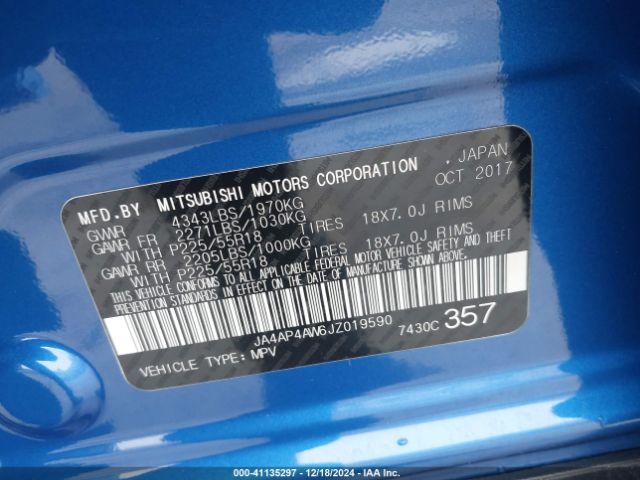 MFD.BY MITSUBISHI MOTORS CORPORATION , JAPAN
GVWR 4343LBS/1970KG OCT 2017
GAWR FR 2271LBS/1030KG
WITH P225/55R18 TIRES 18X7.0J RIMS
GAWR RR 2205LBS/1000KG
WITH P225/55R18 TIRES 18X7.0J RIMS
THIS VEHICLE CONFORMS TO ALL APPLICABLE FEDERAL MOTOR VEHICLE SAFETY AND THEFT
PREVENTION STANDARDS IN EFFECT ON THE DATE OF MANUFACTURE SHOWN ABOVE.
JA4AP4AW6JZ019590 7430C 357
VEHICLE TYPE: MPV
000-41135297 - 12/18/2024 - IAA Inc.